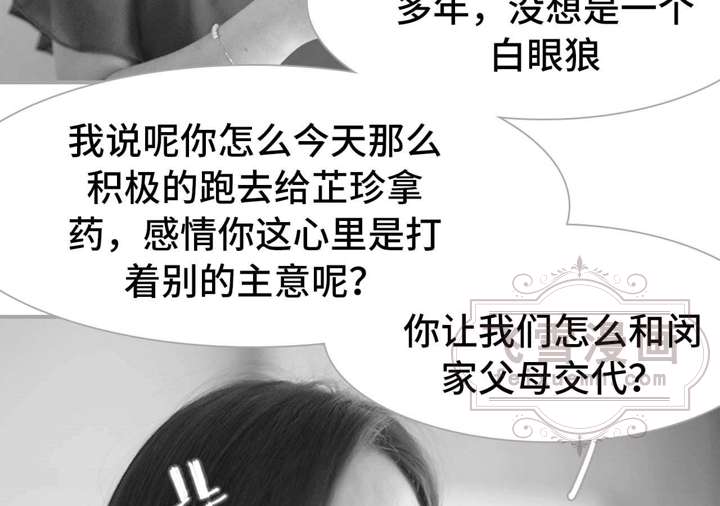 多年，没想是一个
白眼狼
我说呢你怎么今天那么
积极的跑去给芷珍拿
药，感情你这心里是打
着别的主意呢？
你让我们怎么和闵
家父母交代？